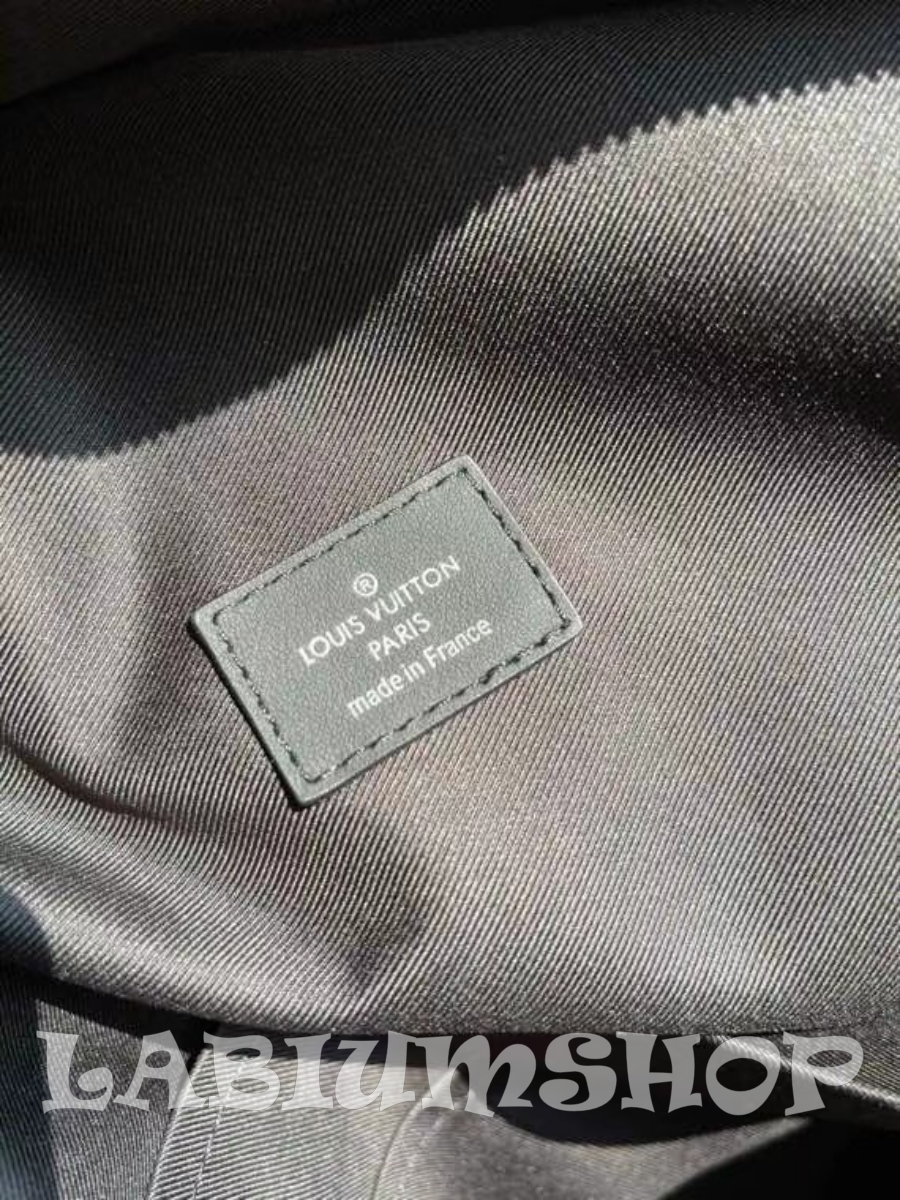 ®
LOUIS VUITTON
PARIS
made in France
LABIUMSHOP